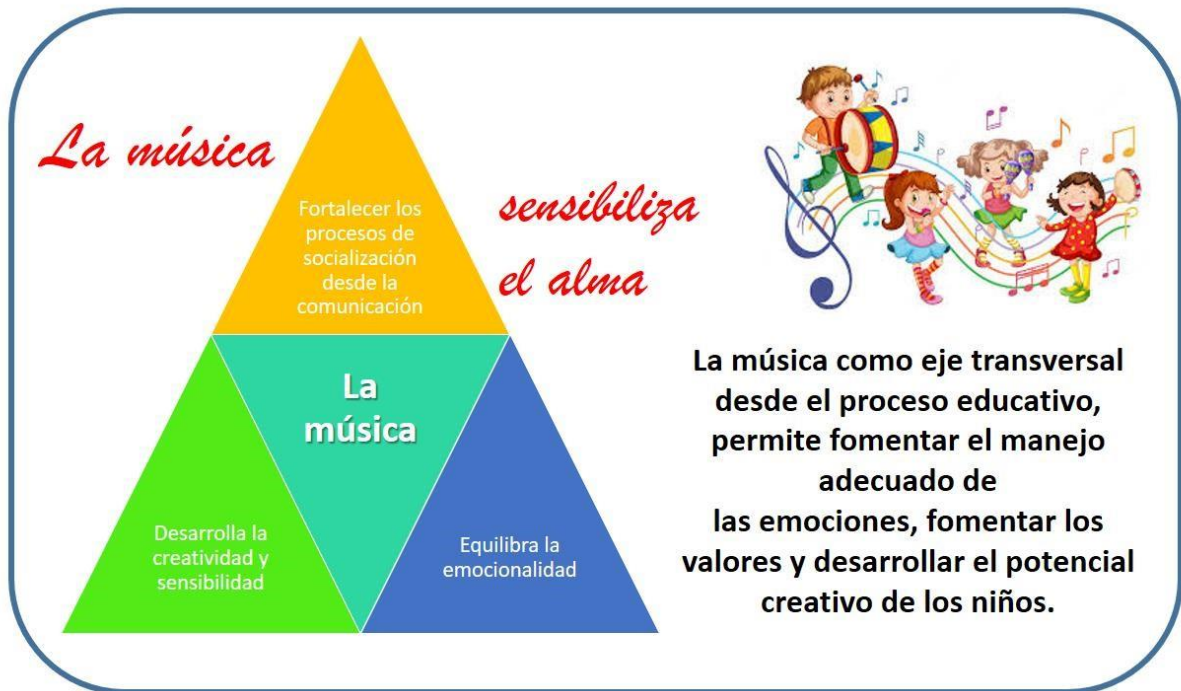 La música
sensibiliza
el alma
Fortalecer los
procesos de
socialización
desde la
comunicación
La
música
Desarrolla la
creatividad y
sensibilidad
Equilibra la
emocionalidad
La música como eje transversal
desde el proceso educativo,
permite fomentar el manejo
adecuado de
las emociones, fomentar los
valores y desarrollar el potencial
creativo de los niños.